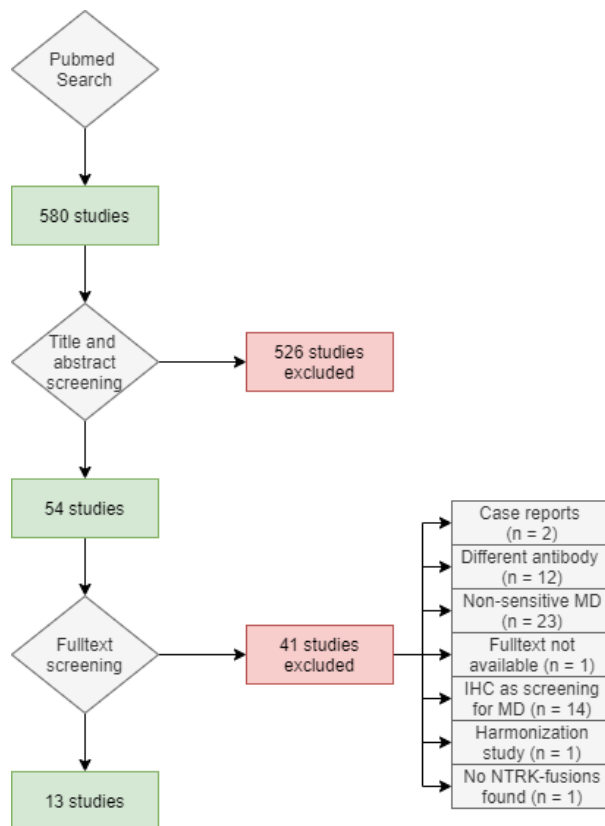 Pubmed
Search
580 studies
Title and
abstract
screening
526 studies
excluded
54 studies
Fulltext
screening
41 studies
excluded
Case reports
(n = 2)
Different antibody
(n = 12)
Non-sensitive MD
(n = 23)
Fulltext not
available (n = 1)
IHC as screening
for MD (n = 14)
Harmonization
study (n = 1)
No NTRK-fusions
found (n = 1)
13 studies